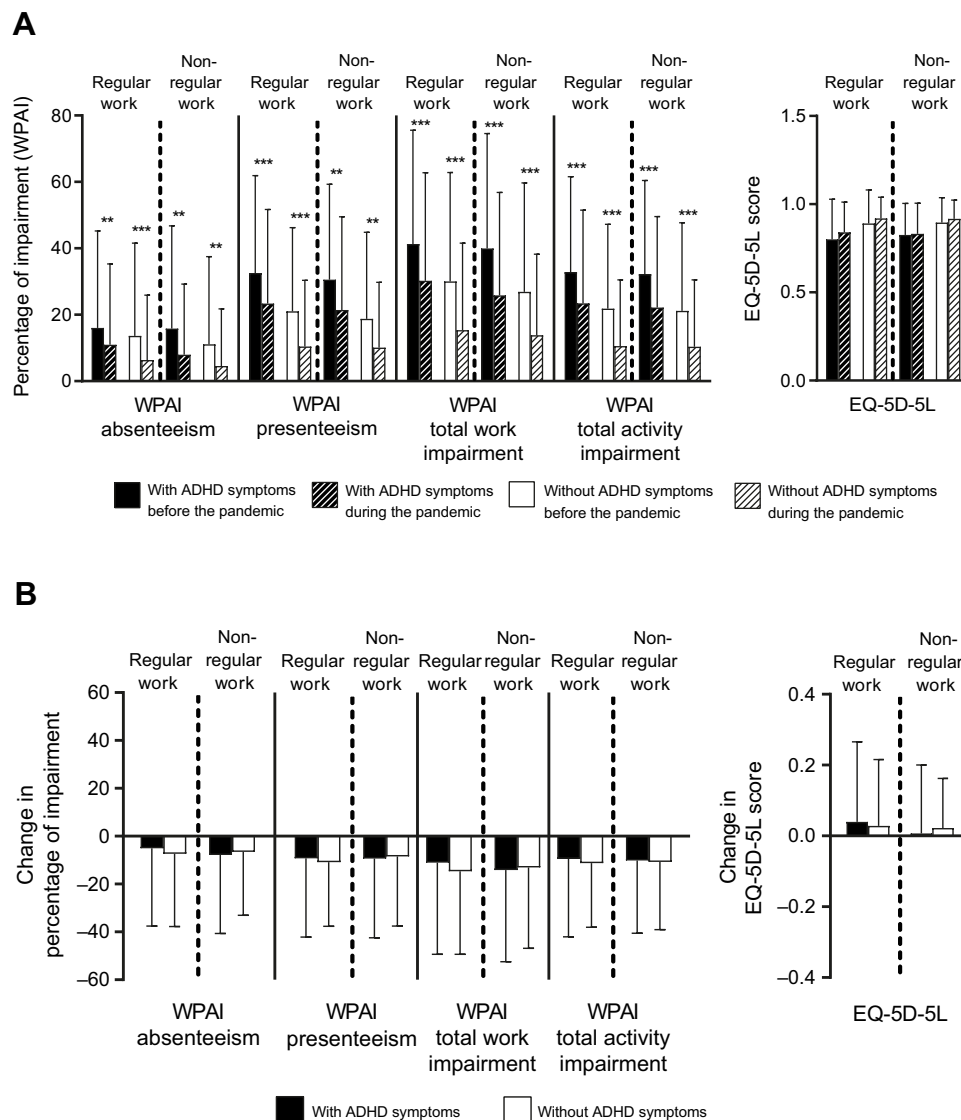 A
Regular work
Non-regular work
Regular work
Non-regular work
Regular work
Non-regular work
Regular work
Non-regular work
Percentage of impairment (WPAI)
80
60
40
20
0
** *** ** **
*** *** ** **
*** *** *** ***
*** *** *** ***
WPAI
absenteeism
WPAI
presenteeism
WPAI
total work
impairment
WPAI
total activity
impairment
Regular work
Non-regular work
EQ-5D-5L score
1.5
1.0
0.5
0.0
EQ-5D-5L
With ADHD symptoms
before the pandemic
With ADHD symptoms
during the pandemic
Without ADHD symptoms
before the pandemic
Without ADHD symptoms
during the pandemic
B
Regular work
Non-regular work
Regular work
Non-regular work
Regular work
Non-regular work
Regular work
Non-regular work
Change in
percentage of impairment
60
40
20
0
–20
–40
–60
WPAI
absenteeism
WPAI
presenteeism
WPAI
total work
impairment
WPAI
total activity
impairment
Regular work
Non-regular work
Change in
EQ-5D-5L score
0.4
0.2
0.0
–0.2
–0.4
EQ-5D-5L
With ADHD symptoms
Without ADHD symptoms